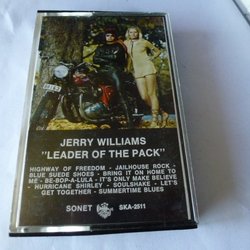 JERRY WILLIAMS
"LEADER OF THE PACK"
HIGHWAY OF FREEDOM - JAILHOUSE ROCK -
BLUE SUEDE SHOES - BRING IT ON HOME TO
ME - BE-BOP-A-LULA - IT'S ONLY MAKE BELIEVE
- HURRICANE SHIRLEY - SOULSHAKE - LET'S
GET TOGETHER - SUMMERTIME BLUES
SONET SKA-2511